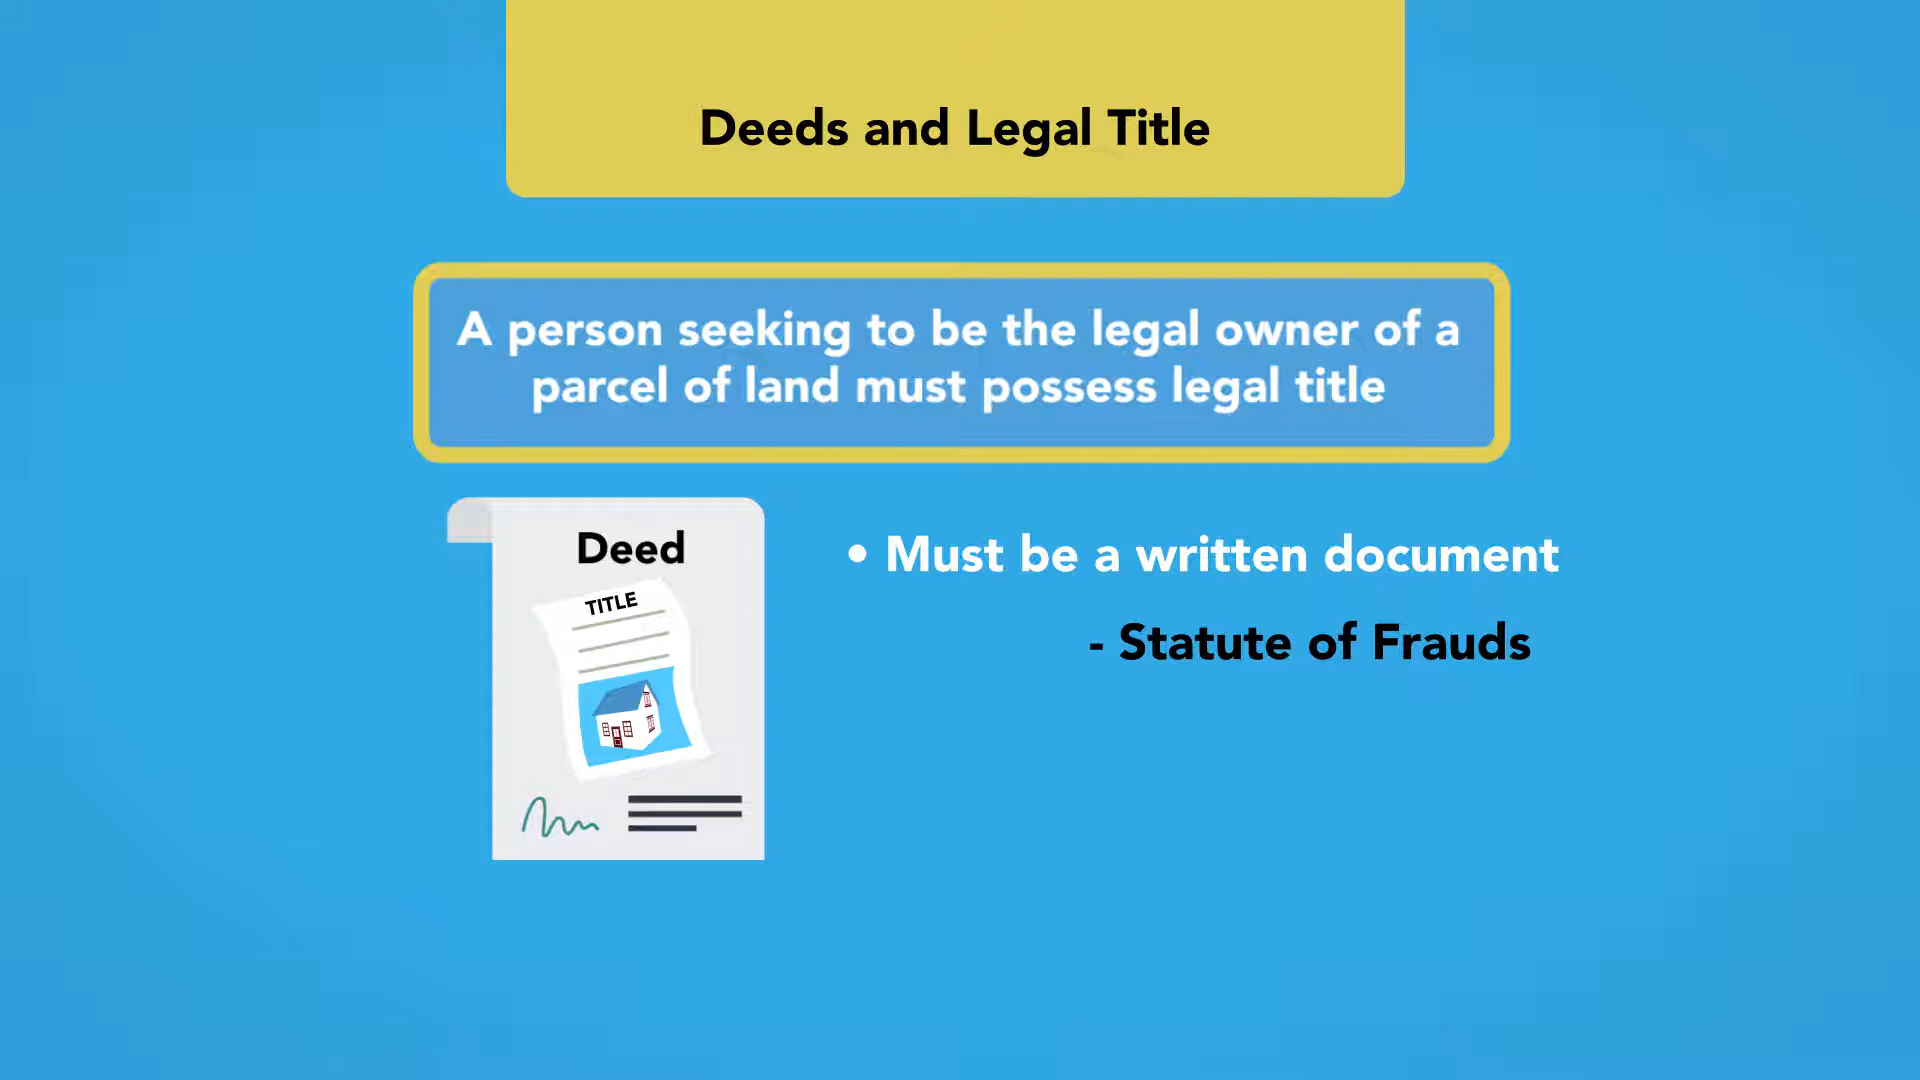 Deeds and Legal Title
A person seeking to be the legal owner of a
parcel of land must possess legal title
Deed
TITLE
• Must be a written document
- Statute of Frauds